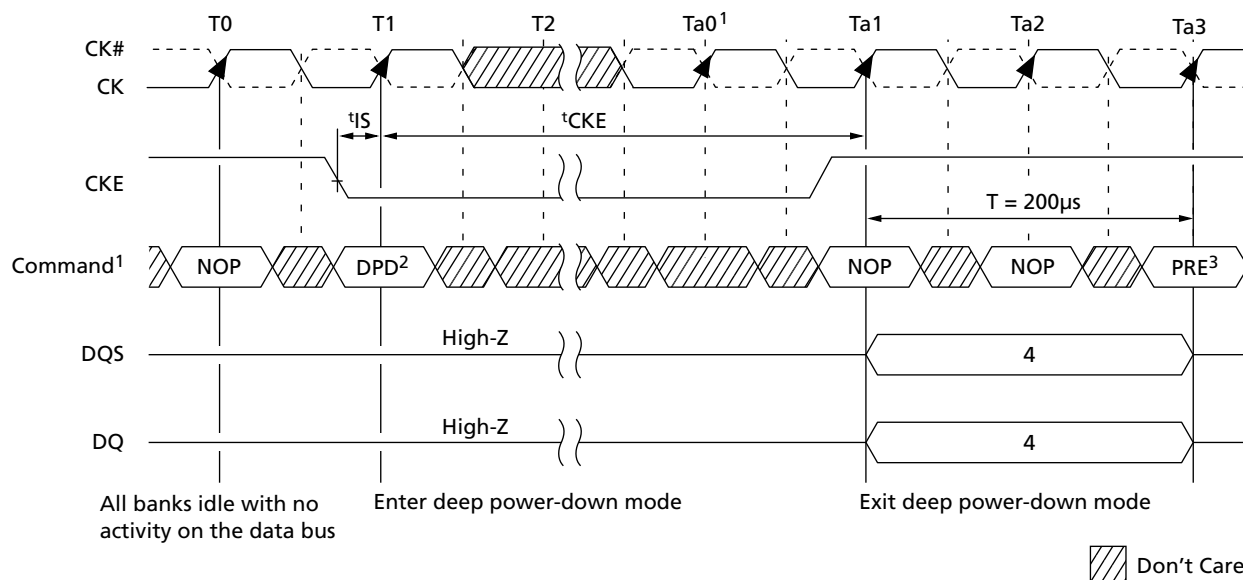 T0 T1 T2 Ta0¹ Ta1 Ta2 Ta3
CK#
CK
tIS tCKE
CKE
T = 200µs
Command¹ NOP DPD² NOP NOP PRE³
DQS High-Z 4
DQ High-Z 4
All banks idle with no
activity on the data bus
Enter deep power-down mode
Exit deep power-down mode
Don't Care